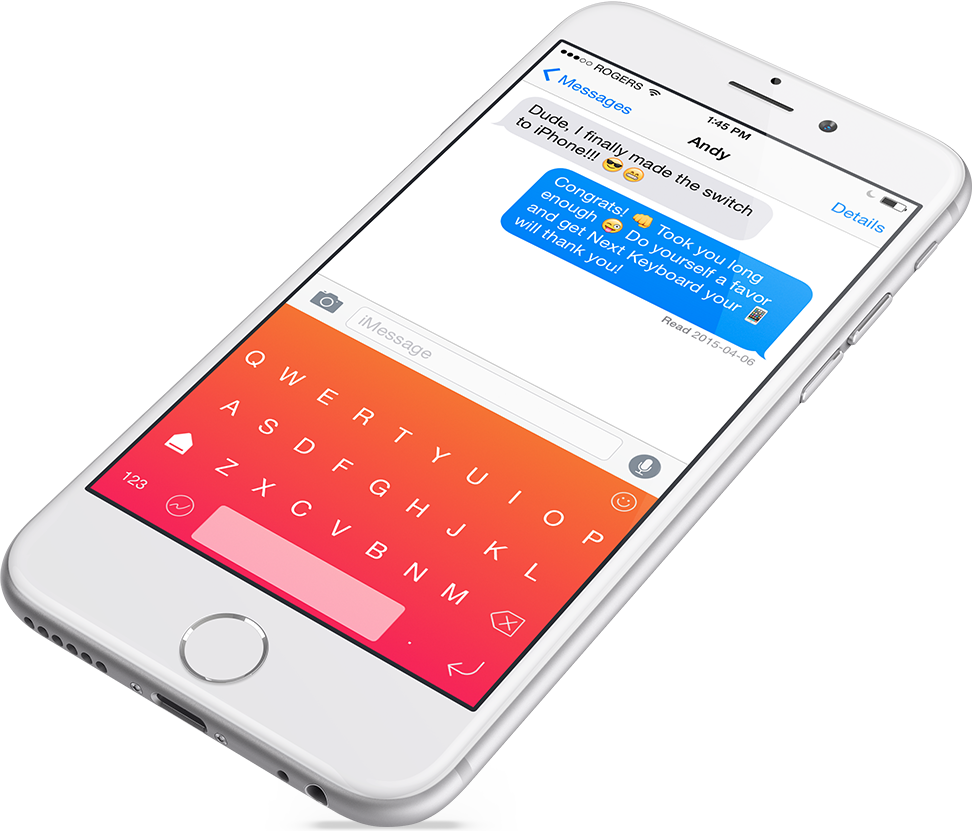 ROGERS
1:45 PM
Messages
Andy
Details
Dude, I finally made the switch
to iPhone!!! 😎😄
Congrats! 👊 Took you long
enough 😜 Do yourself a favor
and get Next Keyboard your 📱
will thank you!
Read 2015-04-06
iMessage
Q W E R T Y U I O P
A S D F G H J K L
Z X C V B N M
123 .